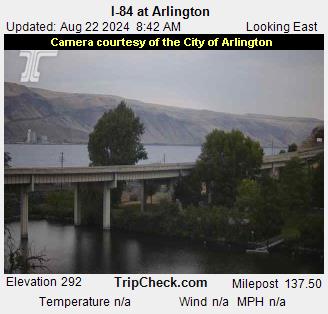 I-84 at Arlington
Updated: Aug 22 2024 8:42 AM Looking East
Camera courtesy of the City of Arlington
Elevation 292 TripCheck.com Milepost 137.50
Temperature n/a Wind n/a MPH n/a